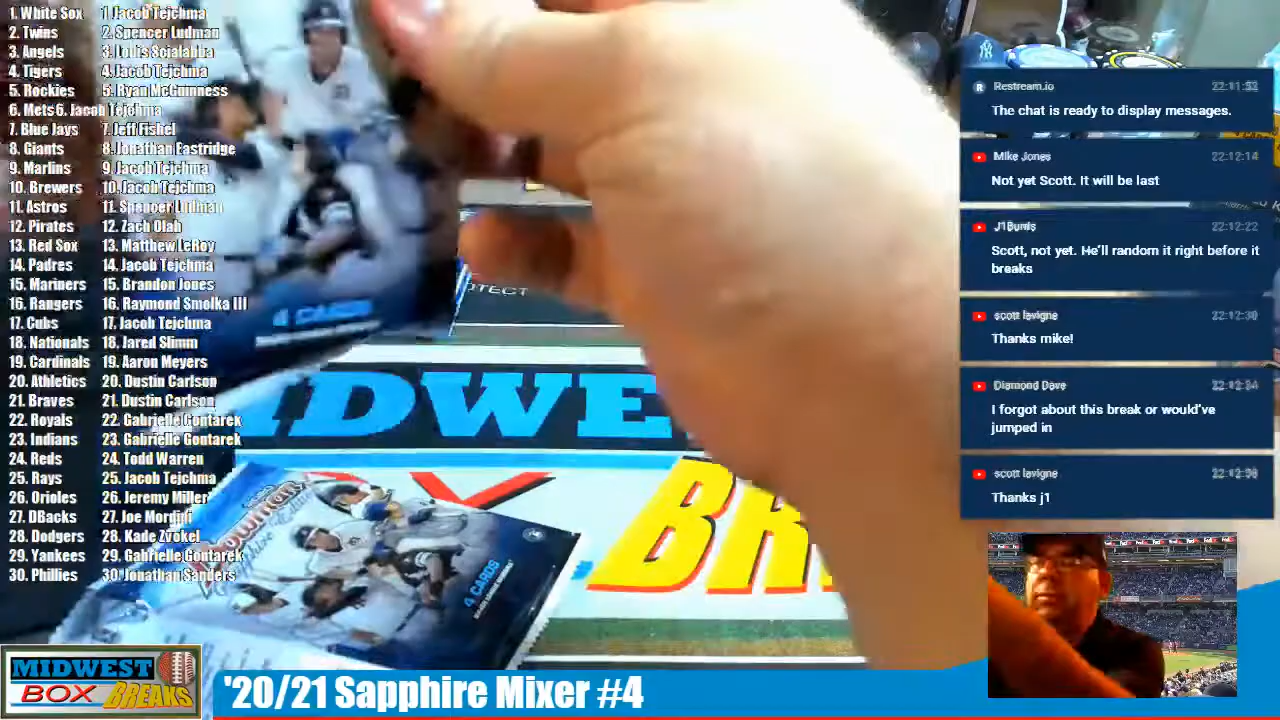 1. White Sox 1 Jacob Tejchma
2. Twins 2. Spencer Ludman
3. Angels 3. Louis Scialabba
4. Tigers 4. Jacob Tejchma
5. Rockies 5. Ryan McGuinness
6. Mets 6. Jacob Tejchma
7. Blue Jays 7. Jeff Fishel
8. Giants 8. Jonathan Eastridge
9. Marlins 9. Jacob Tejchma
10. Brewers 10. Jacob Tejchma
11. Astros 11. Spencer Ludman
12. Pirates 12. Zach Olah
13. Red Sox 13. Matthew LeRoy
14. Padres 14. Jacob Tejchma
15. Mariners 15. Brandon Jones
16. Rangers 16. Raymond Smolka III
17. Cubs 17. Jacob Tejchma
18. Nationals 18. Jared Slimm
19. Cardinals 19. Aaron Meyers
20. Athletics 20. Dustin Carlson
21. Braves 21. Dustin Carlson
22. Royals 22. Gabrielle Gontarek
23. Indians 23. Gabrielle Gontarek
24. Reds 24. Todd Warren
25. Rays 25. Jacob Tejchma
26. Orioles 26. Jeremy Miller
27. DBacks 27. Joe Mordini
28. Dodgers 28. Kade Zvokel
29. Yankees 29. Gabrielle Gontarek
30. Phillies 30. Jonathan Sanders
4 CARDS
OTECT
IDWE
BR
Bowman
4 CARDS
Restream.io 22:11:52
The chat is ready to display messages.
Mike Jones 22:12:14
Not yet Scott. It will be last
J1Burris 22:12:22
Scott, not yet. He'll random it right before it
breaks
scott lavigne 22:12:30
Thanks mike!
Diamond Dave 22:12:34
I forgot about this break or would've
jumped in
scott lavigne 22:12:36
Thanks j1
MIDWEST
BOX
BREAKS
'20/21 Sapphire Mixer #4